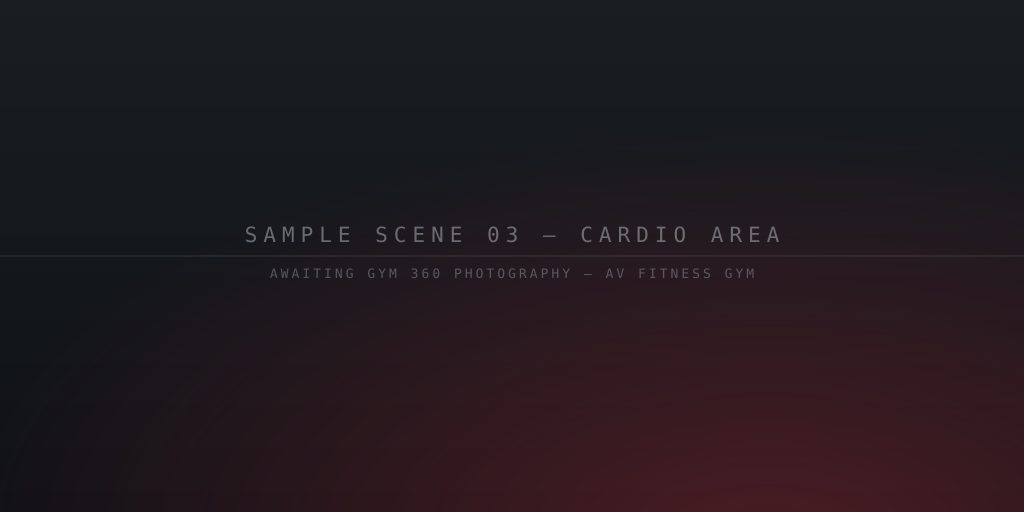 SAMPLE SCENE 03 — CARDIO AREA
AWAITING GYM 360 PHOTOGRAPHY — AV FITNESS GYM